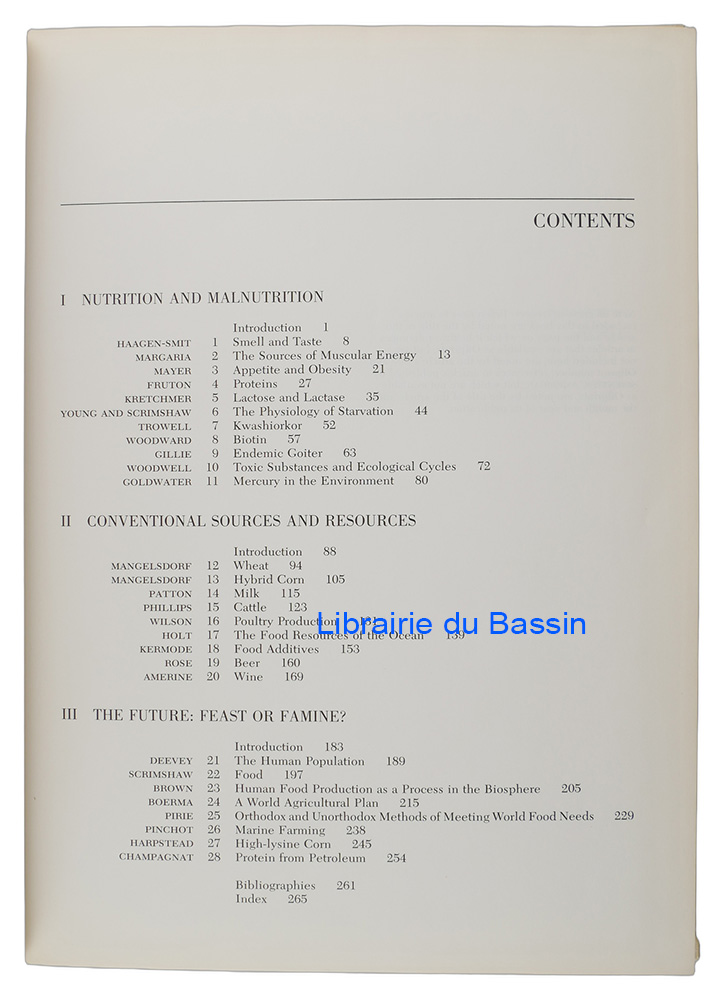 CONTENTS
I NUTRITION AND MALNUTRITION
Introduction 1
HAAGEN-SMIT 1 Smell and Taste 8
MARGARIA 2 The Sources of Muscular Energy 13
MAYER 3 Appetite and Obesity 21
FRUTON 4 Proteins 27
KRETCHMER 5 Lactose and Lactase 35
YOUNG AND SCRIMSHAW 6 The Physiology of Starvation 44
TROWELL 7 Kwashiorkor 52
WOODWARD 8 Biotin 57
GILLIE 9 Endemic Goiter 63
WOODWELL 10 Toxic Substances and Ecological Cycles 72
GOLDWATER 11 Mercury in the Environment 80
II CONVENTIONAL SOURCES AND RESOURCES
Introduction 88
MANGELSDORF 12 Wheat 94
MANGELSDORF 13 Hybrid Corn 105
PATTON 14 Milk 115
PHILLIPS 15 Cattle 123
WILSON 16 Poultry Production
Librairie du Bassin
HOLT 17 The Food Resources of the Ocean 139
KERMODE 18 Food Additives 153
ROSE 19 Beer 160
AMERINE 20 Wine 169
III THE FUTURE: FEAST OR FAMINE?
Introduction 183
DEEVEY 21 The Human Population 189
SCRIMSHAW 22 Food 197
BROWN 23 Human Food Production as a Process in the Biosphere 205
BOERMA 24 A World Agricultural Plan 215
PIRIE 25 Orthodox and Unorthodox Methods of Meeting World Food Needs 229
PINCHOT 26 Marine Farming 238
HARPSTEAD 27 High-lysine Corn 245
CHAMPAGNAT 28 Protein from Petroleum 254
Bibliographies 261
Index 265